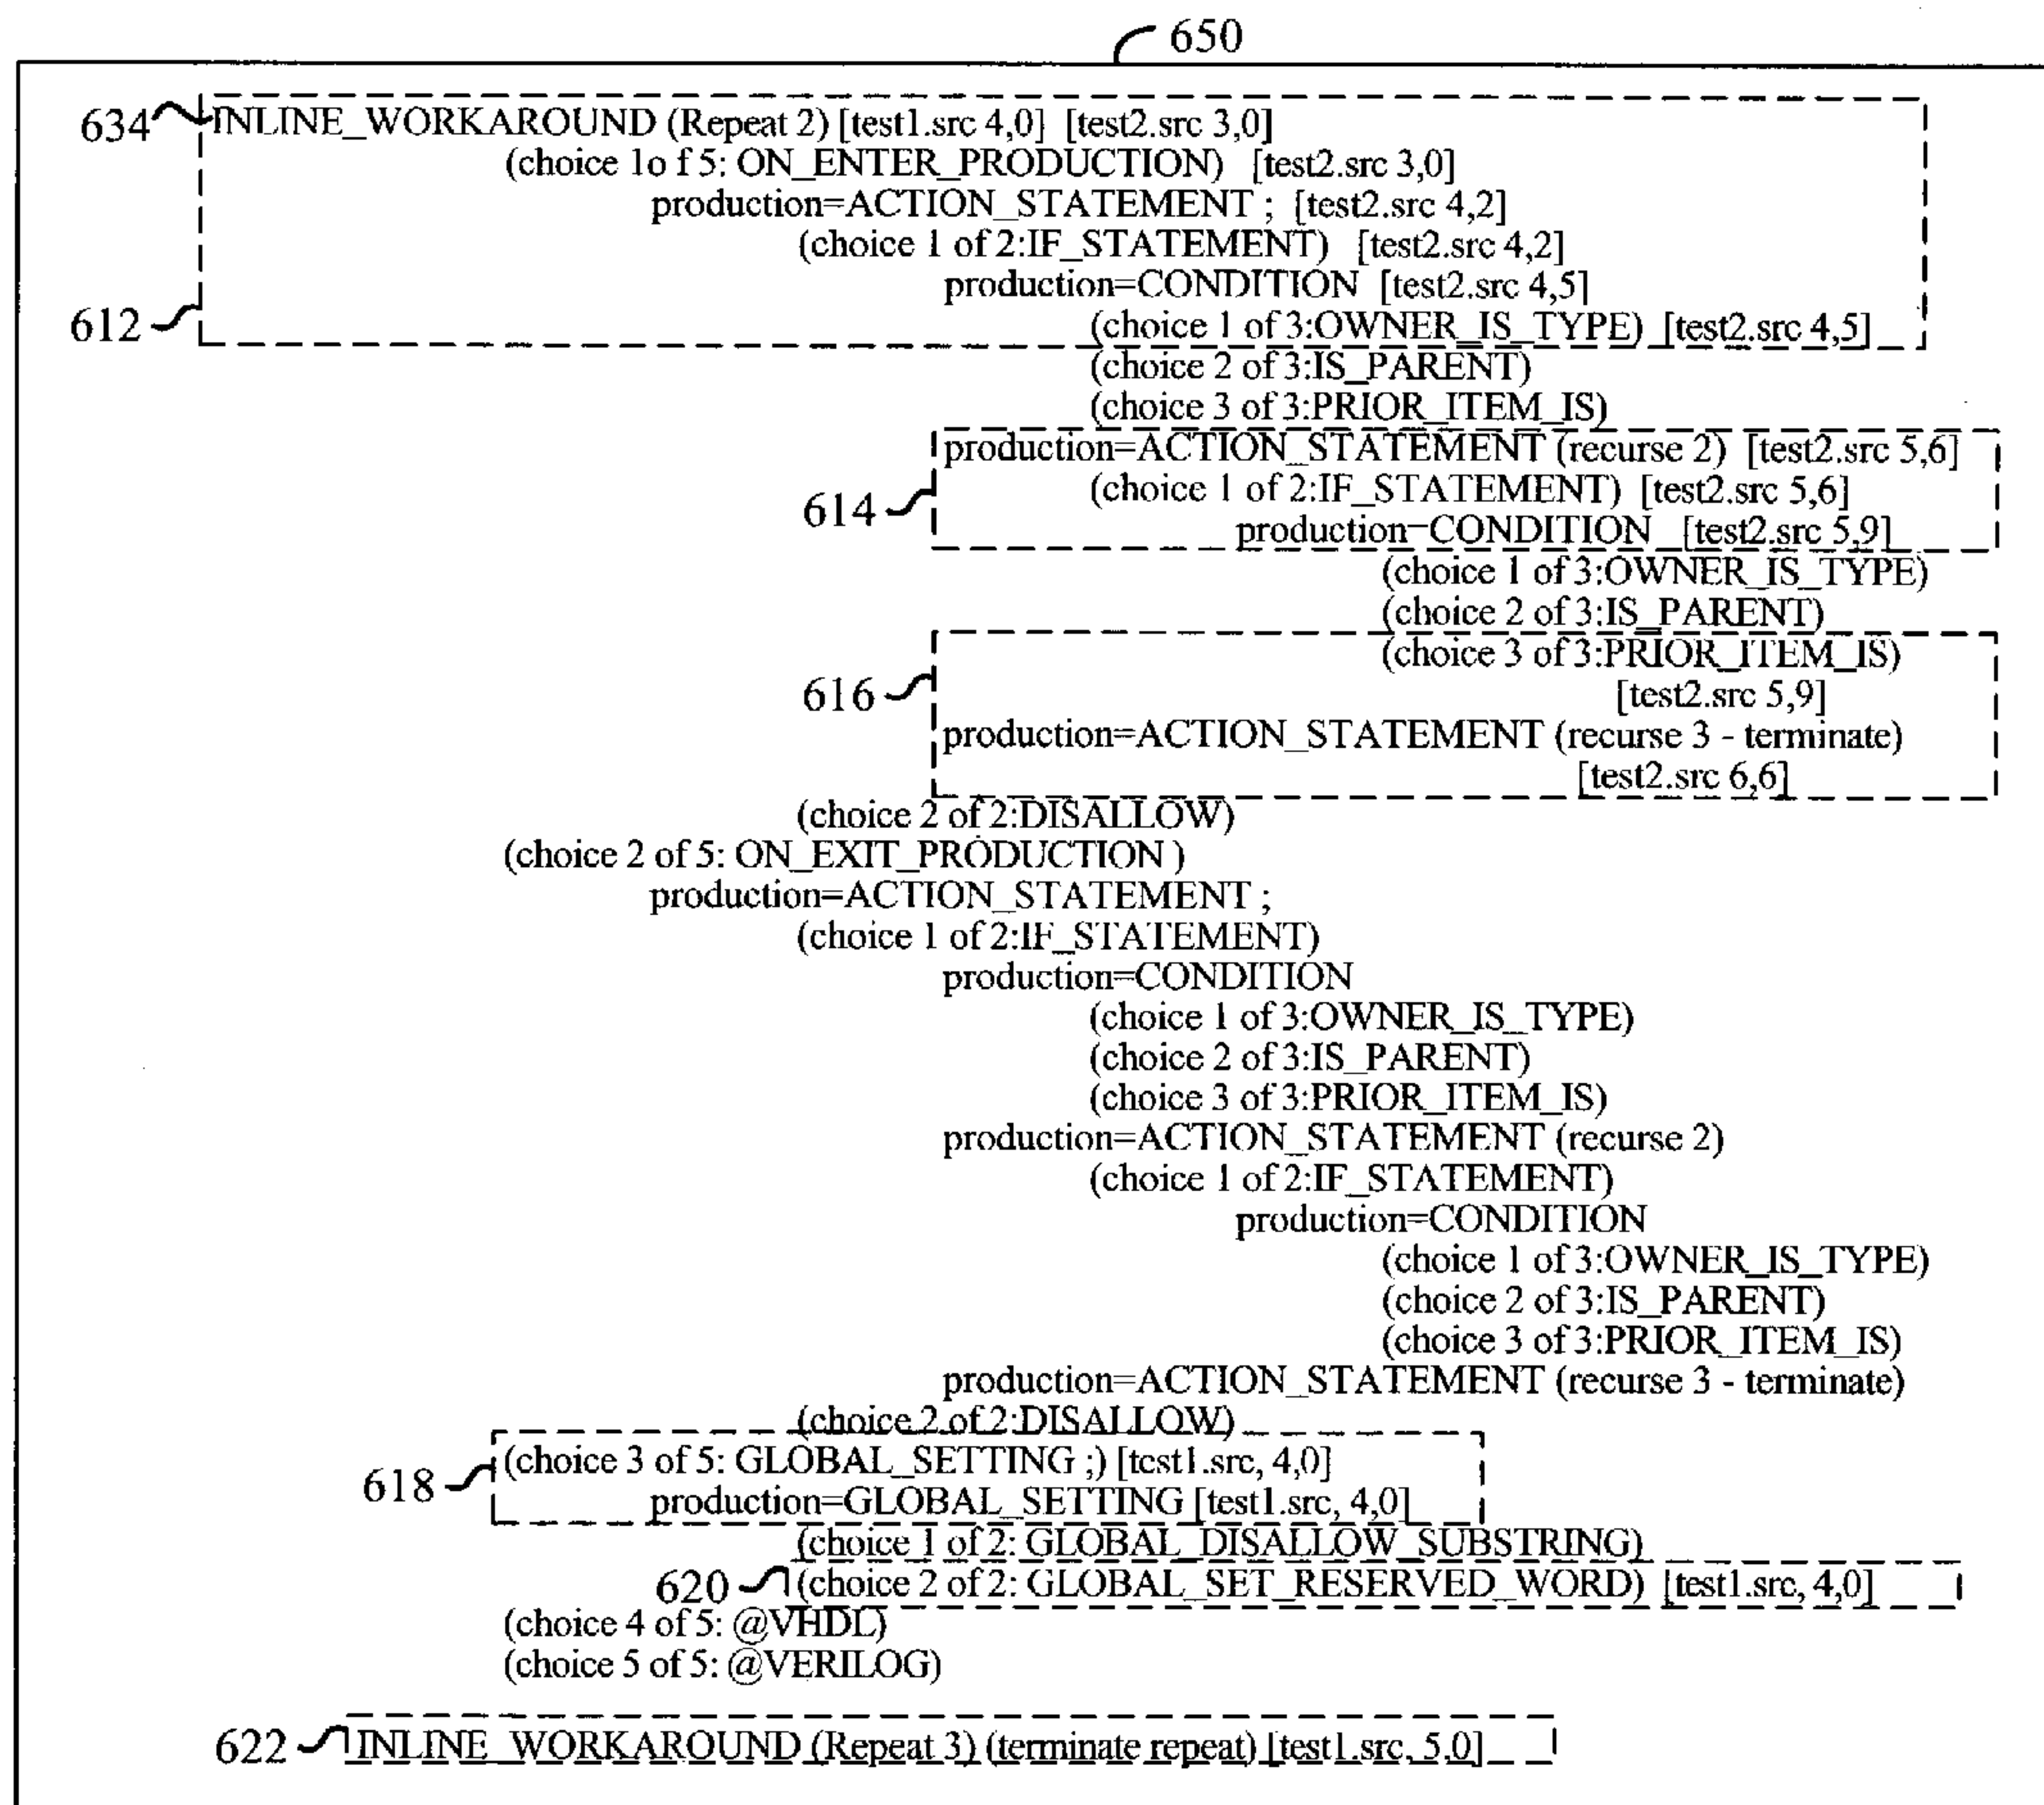 650
634 INLINE_WORKAROUND (Repeat 2) [test1.src 4,0] [test2.src 3,0]
(choice 1o f 5: ON_ENTER_PRODUCTION) [test2.src 3,0]
production=ACTION_STATEMENT ; [test2.src 4,2]
(choice 1 of 2:IF_STATEMENT) [test2.src 4,2]
production=CONDITION [test2.src 4,5]
612 (choice 1 of 3:OWNER_IS_TYPE) [test2.src 4,5]
(choice 2 of 3:IS_PARENT)
(choice 3 of 3:PRIOR_ITEM_IS)
production=ACTION_STATEMENT (recurse 2) [test2.src 5,6]
614 (choice 1 of 2:IF_STATEMENT) [test2.src 5,6]
production=CONDITION [test2.src 5,9]
(choice 1 of 3:OWNER_IS_TYPE)
(choice 2 of 3:IS_PARENT)
(choice 3 of 3:PRIOR_ITEM_IS)
616 [test2.src 5,9]
production=ACTION_STATEMENT (recurse 3 - terminate)
[test2.src 6,6]
(choice 2 of 2:DISALLOW)
(choice 2 of 5: ON_EXIT_PRODUCTION )
production=ACTION_STATEMENT ;
(choice 1 of 2:IF_STATEMENT)
production=CONDITION
(choice 1 of 3:OWNER_IS_TYPE)
(choice 2 of 3:IS_PARENT)
(choice 3 of 3:PRIOR_ITEM_IS)
production=ACTION_STATEMENT (recurse 2)
(choice 1 of 2:IF_STATEMENT)
production=CONDITION
(choice 1 of 3:OWNER_IS_TYPE)
(choice 2 of 3:IS_PARENT)
(choice 3 of 3:PRIOR_ITEM_IS)
production=ACTION_STATEMENT (recurse 3 - terminate)
(choice 2 of 2:DISALLOW)
618 (choice 3 of 5: GLOBAL_SETTING ;) [test1.src, 4,0]
production=GLOBAL_SETTING [test1.src, 4,0]
(choice 1 of 2: GLOBAL_DISALLOW_SUBSTRING)
620 (choice 2 of 2: GLOBAL_SET_RESERVED_WORD) [test1.src, 4,0]
(choice 4 of 5: @VHDL)
(choice 5 of 5: @VERILOG)
622 INLINE_WORKAROUND (Repeat 3) (terminate repeat) [test1.src, 5,0]